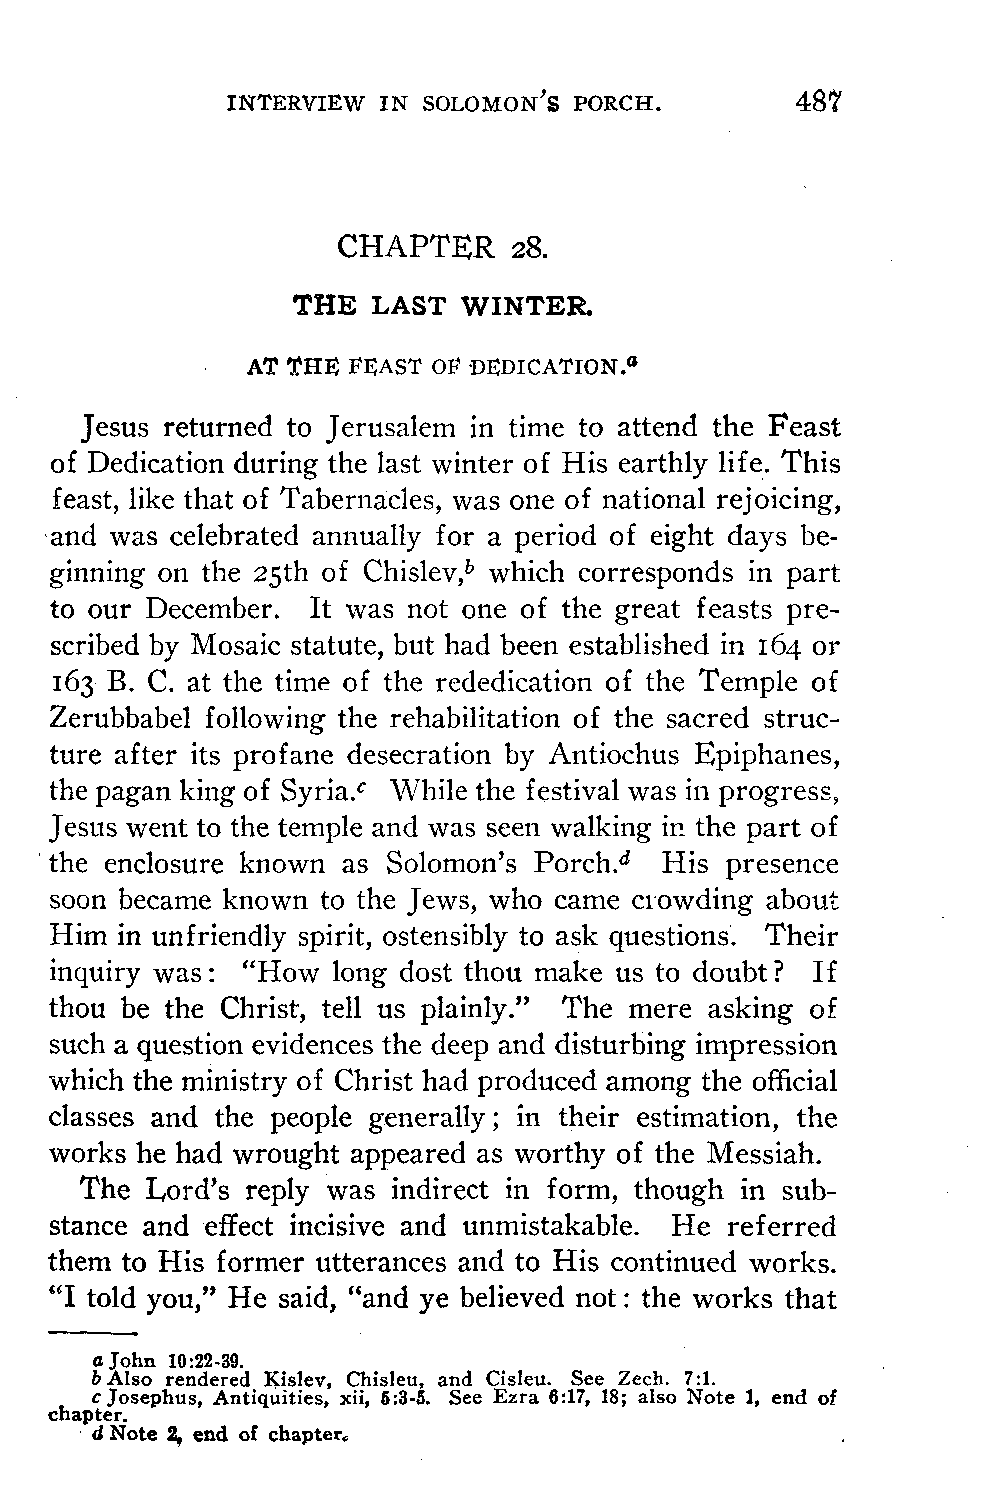 INTERVIEW IN SOLOMON'S PORCH. 487
CHAPTER 28.
THE LAST WINTER.
AT THE FEAST OF DEDICATION.a
Jesus returned to Jerusalem in time to attend the Feast
of Dedication during the last winter of His earthly life. This
feast, like that of Tabernacles, was one of national rejoicing,
and was celebrated annually for a period of eight days be-
ginning on the 25th of Chislev,b which corresponds in part
to our December. It was not one of the great feasts pre-
scribed by Mosaic statute, but had been established in 164 or
163 B. C. at the time of the rededication of the Temple of
Zerubbabel following the rehabilitation of the sacred struc-
ture after its profane desecration by Antiochus Epiphanes,
the pagan king of Syria.c While the festival was in progress,
Jesus went to the temple and was seen walking in the part of
the enclosure known as Solomon's Porch.d His presence
soon became known to the Jews, who came crowding about
Him in unfriendly spirit, ostensibly to ask questions. Their
inquiry was: "How long dost thou make us to doubt? If
thou be the Christ, tell us plainly." The mere asking of
such a question evidences the deep and disturbing impression
which the ministry of Christ had produced among the official
classes and the people generally; in their estimation, the
works he had wrought appeared as worthy of the Messiah.
The Lord's reply was indirect in form, though in sub-
stance and effect incisive and unmistakable. He referred
them to His former utterances and to His continued works.
"I told you," He said, "and ye believed not: the works that
a John 10:22-39.
b Also rendered Kislev, Chisleu, and Cisleu. See Zech. 7:1.
c Josephus, Antiquities, xii, 5:3-5. See Ezra 6:17, 18; also Note 1, end of
chapter.
d Note 2, end of chapter.